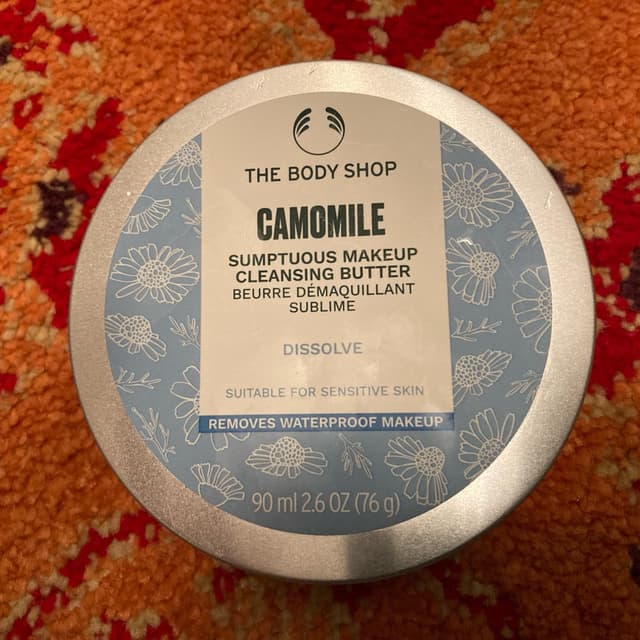 THE BODY SHOP
CAMOMILE
SUMPTUOUS MAKEUP
CLEANSING BUTTER
BEURRE DÉMAQUILLANT
SUBLIME
DISSOLVE
SUITABLE FOR SENSITIVE SKIN
REMOVES WATERPROOF MAKEUP
90 ml 2.6 OZ (76 g)